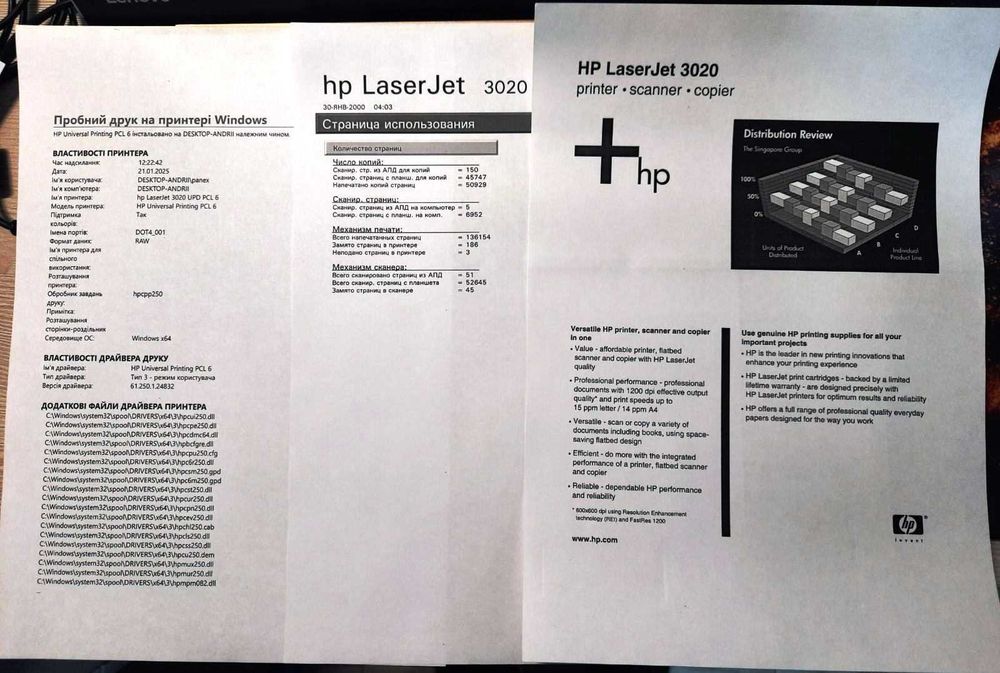 Lenovo
Пробний друк на принтері Windows
HP Universal Printing PCL 6 інстальовано на DESKTOP-ANDRII належним чином.
ВЛАСТИВОСТІ ПРИНТЕРА
Час надсилання: 12:22:42
Дата: 21.01.2025
Ім'я користувача: DESKTOP-ANDRII\panex
Ім'я комп'ютера: DESKTOP-ANDRII
Ім'я принтера: hp LaserJet 3020 UPD PCL 6
Модель принтера: HP Universal Printing PCL 6
Підтримка Так
кольорів:
Імена портів: DOT4_001
Формат даних: RAW
Ім'я принтера для
спільного
використання:
Розташування
принтера:
Обробник завдань hpcpp250
друку:
Примітка:
Розташування
сторінки-роздільник
Середовище ОС: Windows x64
ВЛАСТИВОСТІ ДРАЙВЕРА ДРУКУ
Ім'я драйвера: HP Universal Printing PCL 6
Тип драйвера: Тип 3 - режим користувача
Версія драйвера: 61.250.1.24832
ДОДАТКОВІ ФАЙЛИ ДРАЙВЕРА ПРИНТЕРА
C:\Windows\system32\spool\DRIVERS\x64\3\hpcui250.dll
C:\Windows\system32\spool\DRIVERS\x64\3\hpcpe250.dll
C:\Windows\system32\spool\DRIVERS\x64\3\hpcdmc64.dll
C:\Windows\system32\spool\DRIVERS\x64\3\hpbcfgre.dll
C:\Windows\system32\spool\DRIVERS\x64\3\hpcpu250.cfg
C:\Windows\system32\spool\DRIVERS\x64\3\hpc6r250.dll
C:\Windows\system32\spool\DRIVERS\x64\3\hpcsm250.gpd
C:\Windows\system32\spool\DRIVERS\x64\3\hpc6m250.gpd
C:\Windows\system32\spool\DRIVERS\x64\3\hpcst250.dll
C:\Windows\system32\spool\DRIVERS\x64\3\hpcur250.dll
C:\Windows\system32\spool\DRIVERS\x64\3\hpcpn250.dll
C:\Windows\system32\spool\DRIVERS\x64\3\hpcev250.dll
C:\Windows\system32\spool\DRIVERS\x64\3\hpchl250.cab
C:\Windows\system32\spool\DRIVERS\x64\3\hpcls250.dll
C:\Windows\system32\spool\DRIVERS\x64\3\hpcss250.dll
C:\Windows\system32\spool\DRIVERS\x64\3\hpcu250.dem
C:\Windows\system32\spool\DRIVERS\x64\3\hpmux250.dll
C:\Windows\system32\spool\DRIVERS\x64\3\hpmur250.dll
C:\Windows\system32\spool\DRIVERS\x64\3\hpmpm082.dll
hp LaserJet 3020
30-ЯНВ-2000 04:03
Страница использования
Количество страниц
Число копий:
Сканир. стр. из АПД для копий = 150
Сканир. страниц с планш. для копий = 45747
Напечатано копий страниц = 50929
Сканир. страниц:
Сканир. страниц из АПД на компьютер = 5
Сканир. страниц с планш. на комп. = 6952
Механизм печати:
Всего напечатанных страниц = 136154
Замято страниц в принтере = 186
Неподано страниц в принтере = 3
Механизм сканера:
Всего сканировано страниц из АПД = 51
Всего сканир. страниц с планшета = 52645
Замято страниц в сканере = 45
HP LaserJet 3020
printer • scanner • copier
hp
Distribution Review
The Singapore Group
100%
50%
0%
A
B
C
D
Units of Product
Distributed
Individual
Product Line
Versatile HP printer, scanner and copier
in one
• Value - affordable printer, flatbed
scanner and copier with HP LaserJet
quality
• Professional performance - professional
documents with 1200 dpi effective output
quality* and print speeds up to
15 ppm letter / 14 ppm A4
• Versatile - scan or copy a variety of
documents including books, using space-
saving flatbed design
• Efficient - do more with the integrated
performance of a printer, flatbed scanner
and copier
• Reliable - dependable HP performance
and reliability
* 600x600 dpi using Resolution Enhancement
technology (REt) and FastRes 1200
www.hp.com
Use genuine HP printing supplies for all your
important projects
• HP is the leader in new printing innovations that
enhance your printing experience
• HP LaserJet print cartridges - backed by a limited
lifetime warranty - are designed precisely with
HP LaserJet printers for optimum results and reliability
• HP offers a full range of professional quality everyday
papers designed for the way you work
hp
invent